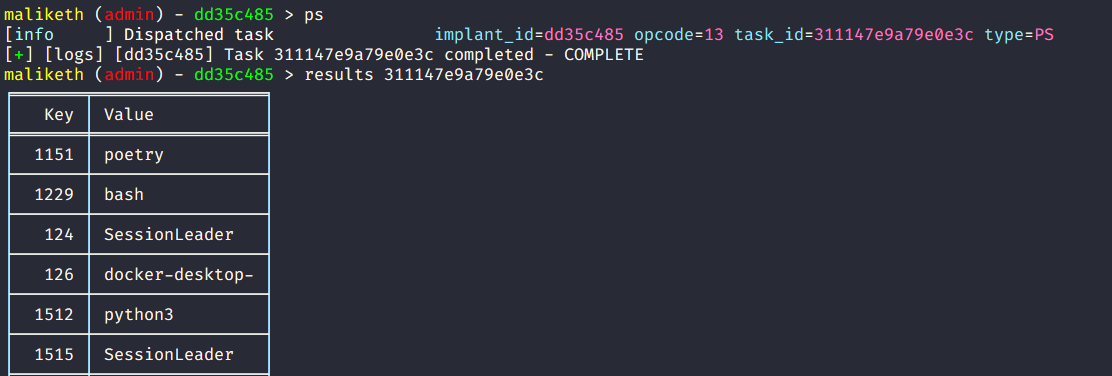 maliketh (admin) - dd35c485 > ps
[info     ] Dispatched task                implant_id=dd35c485 opcode=13 task_id=311147e9a79e0e3c type=PS
[+] [logs] [dd35c485] Task 311147e9a79e0e3c completed - COMPLETE
maliketh (admin) - dd35c485 > results 311147e9a79e0e3c
Key Value
1151 poetry
1229 bash
124 SessionLeader
126 docker-desktop-
1512 python3
1515 SessionLeader